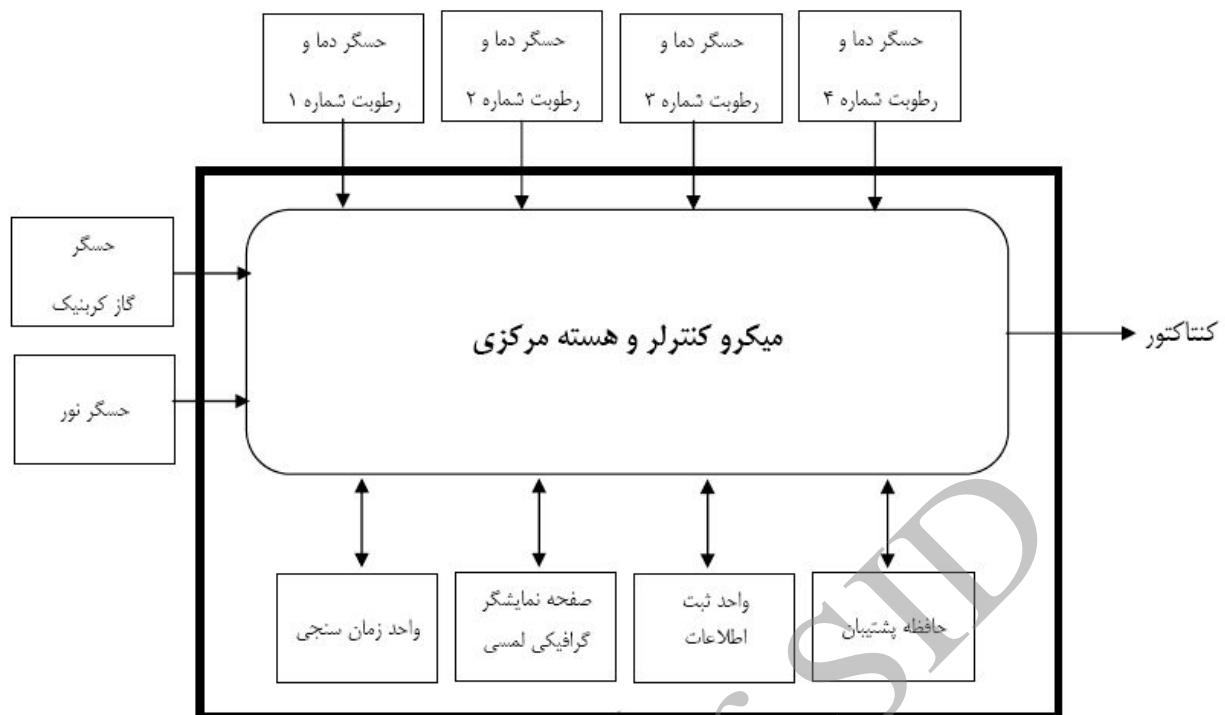 حسگر دما و
رطوبت شماره ۱
حسگر دما و
رطوبت شماره ۲
حسگر دما و
رطوبت شماره ۳
حسگر دما و
رطوبت شماره ۴
حسگر
گاز کربنیک
حسگر نور
میکرو کنترلر و هسته مرکزی
کنتاکتور
واحد زمان سنجی
صفحه نمایشگر
گرافیکی لمسی
واحد ثبت
اطلاعات
حافظه پشتیبان
SID